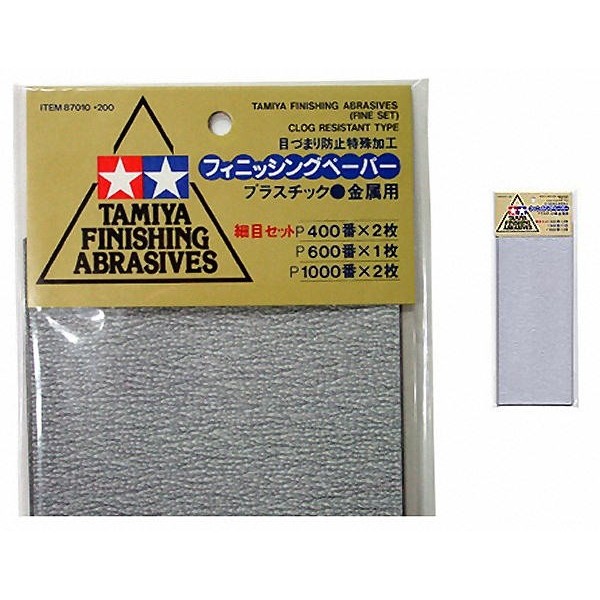 ITEM 87010 •200
TAMIYA FINISHING ABRASIVES
(FINE SET)
CLOG RESISTANT TYPE
目づまり防止特殊加工
フィニッシングペーパー
プラスチック●金属用
細目セット P400番×2枚
P600番×1枚
P1000番×2枚
TAMIYA
FINISHING
ABRASIVES
TAMIYA
FINISHING
ABRASIVES